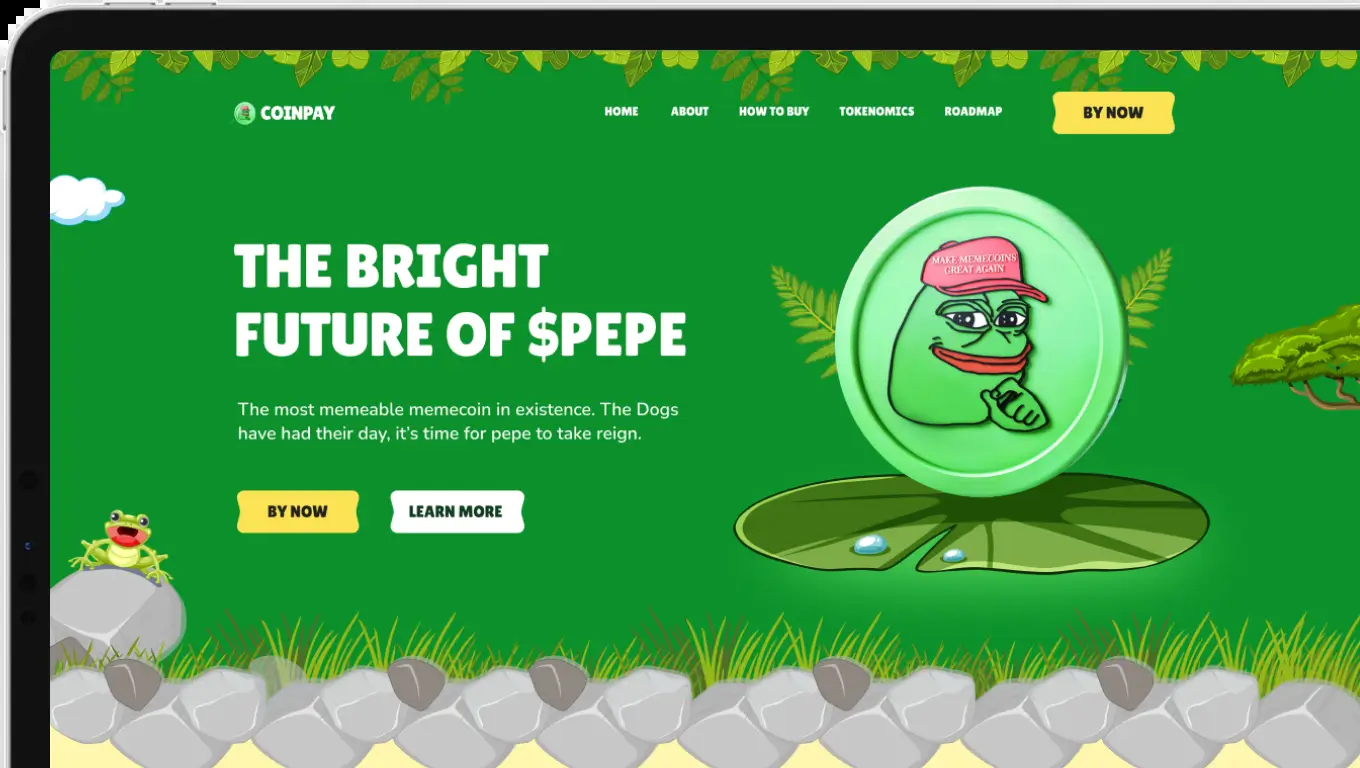 COINPAY
HOME
ABOUT
HOW TO BUY
TOKENOMICS
ROADMAP
BY NOW
THE BRIGHT
FUTURE OF $PEPE
The most memeable memecoin in existence. The Dogs
have had their day, it's time for pepe to take reign.
BY NOW
LEARN MORE
MAKE MEMECOINS
GREAT AGAIN